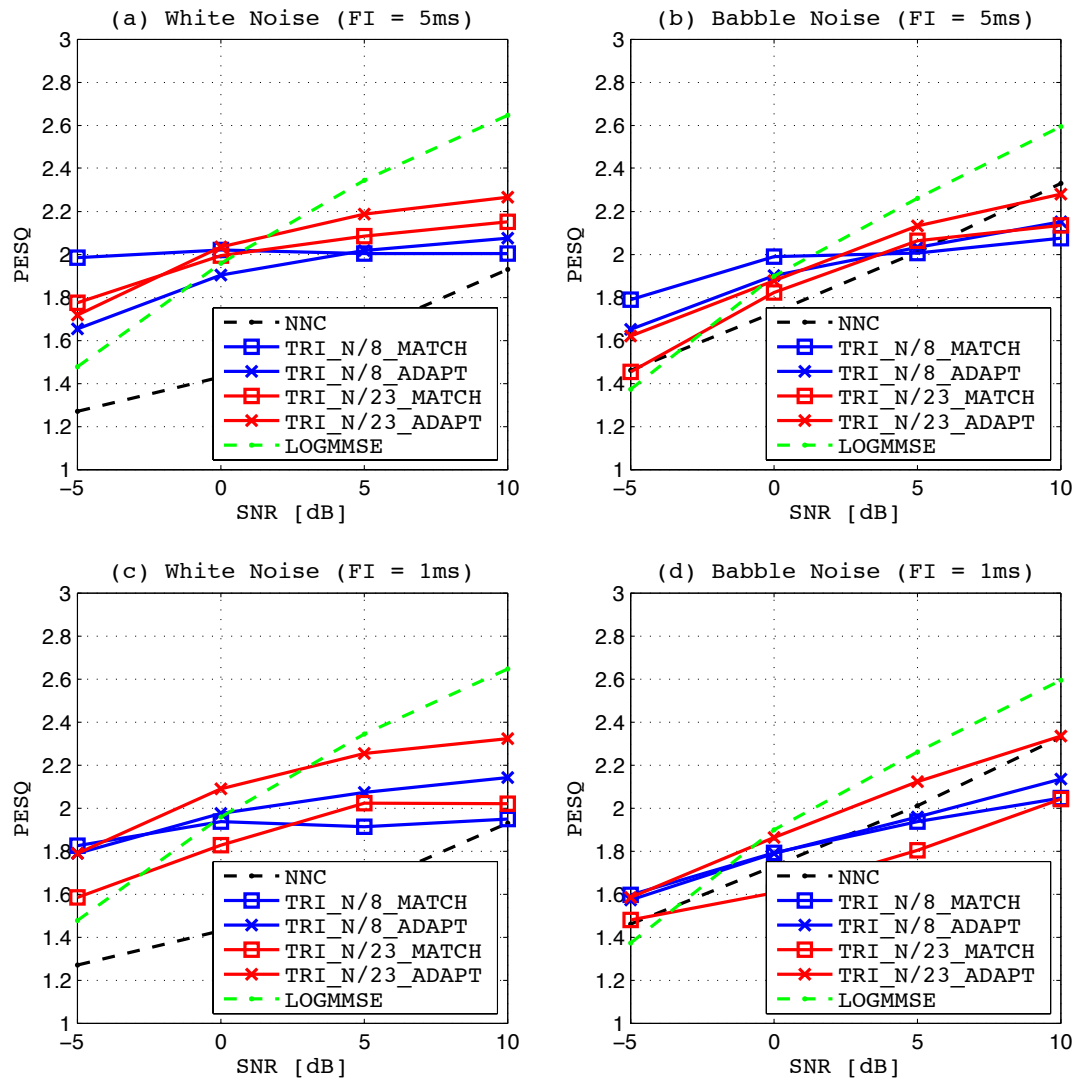 (a) White Noise (FI = 5ms)
3
2.8
2.6
2.4
2.2
2
1.8
1.6
1.4
1.2
1
PESQ
NNC
TRI_N/8_MATCH
TRI_N/8_ADAPT
TRI_N/23_MATCH
TRI_N/23_ADAPT
LOGMMSE
−5 0 5 10
SNR [dB]
(b) Babble Noise (FI = 5ms)
3
2.8
2.6
2.4
2.2
2
1.8
1.6
1.4
1.2
1
PESQ
NNC
TRI_N/8_MATCH
TRI_N/8_ADAPT
TRI_N/23_MATCH
TRI_N/23_ADAPT
LOGMMSE
−5 0 5 10
SNR [dB]
(c) White Noise (FI = 1ms)
3
2.8
2.6
2.4
2.2
2
1.8
1.6
1.4
1.2
1
PESQ
NNC
TRI_N/8_MATCH
TRI_N/8_ADAPT
TRI_N/23_MATCH
TRI_N/23_ADAPT
LOGMMSE
−5 0 5 10
SNR [dB]
(d) Babble Noise (FI = 1ms)
3
2.8
2.6
2.4
2.2
2
1.8
1.6
1.4
1.2
1
PESQ
NNC
TRI_N/8_MATCH
TRI_N/8_ADAPT
TRI_N/23_MATCH
TRI_N/23_ADAPT
LOGMMSE
−5 0 5 10
SNR [dB]